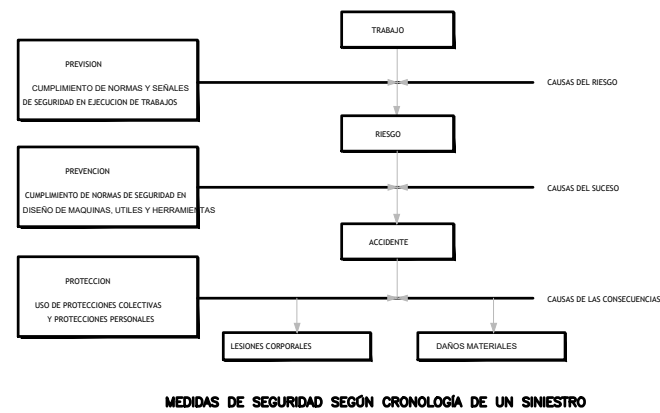 TRABAJO
PREVISION
CUMPLIMIENTO DE NORMAS Y SEÑALES
DE SEGURIDAD EN EJECUCION DE TRABAJOS
CAUSAS DEL RIESGO
RIESGO
PREVENCION
CUMPLIMIENTO DE NORMAS DE SEGURIDAD EN
DISEÑO DE MAQUINAS, UTILES Y HERRAMIENTAS
CAUSAS DEL SUCESO
ACCIDENTE
PROTECCION
USO DE PROTECCIONES COLECTIVAS
Y PROTECCIONES PERSONALES
CAUSAS DE LAS CONSECUENCIAS
LESIONES CORPORALES
DAÑOS MATERIALES
MEDIDAS DE SEGURIDAD SEGÚN CRONOLOGÍA DE UN SINIESTRO